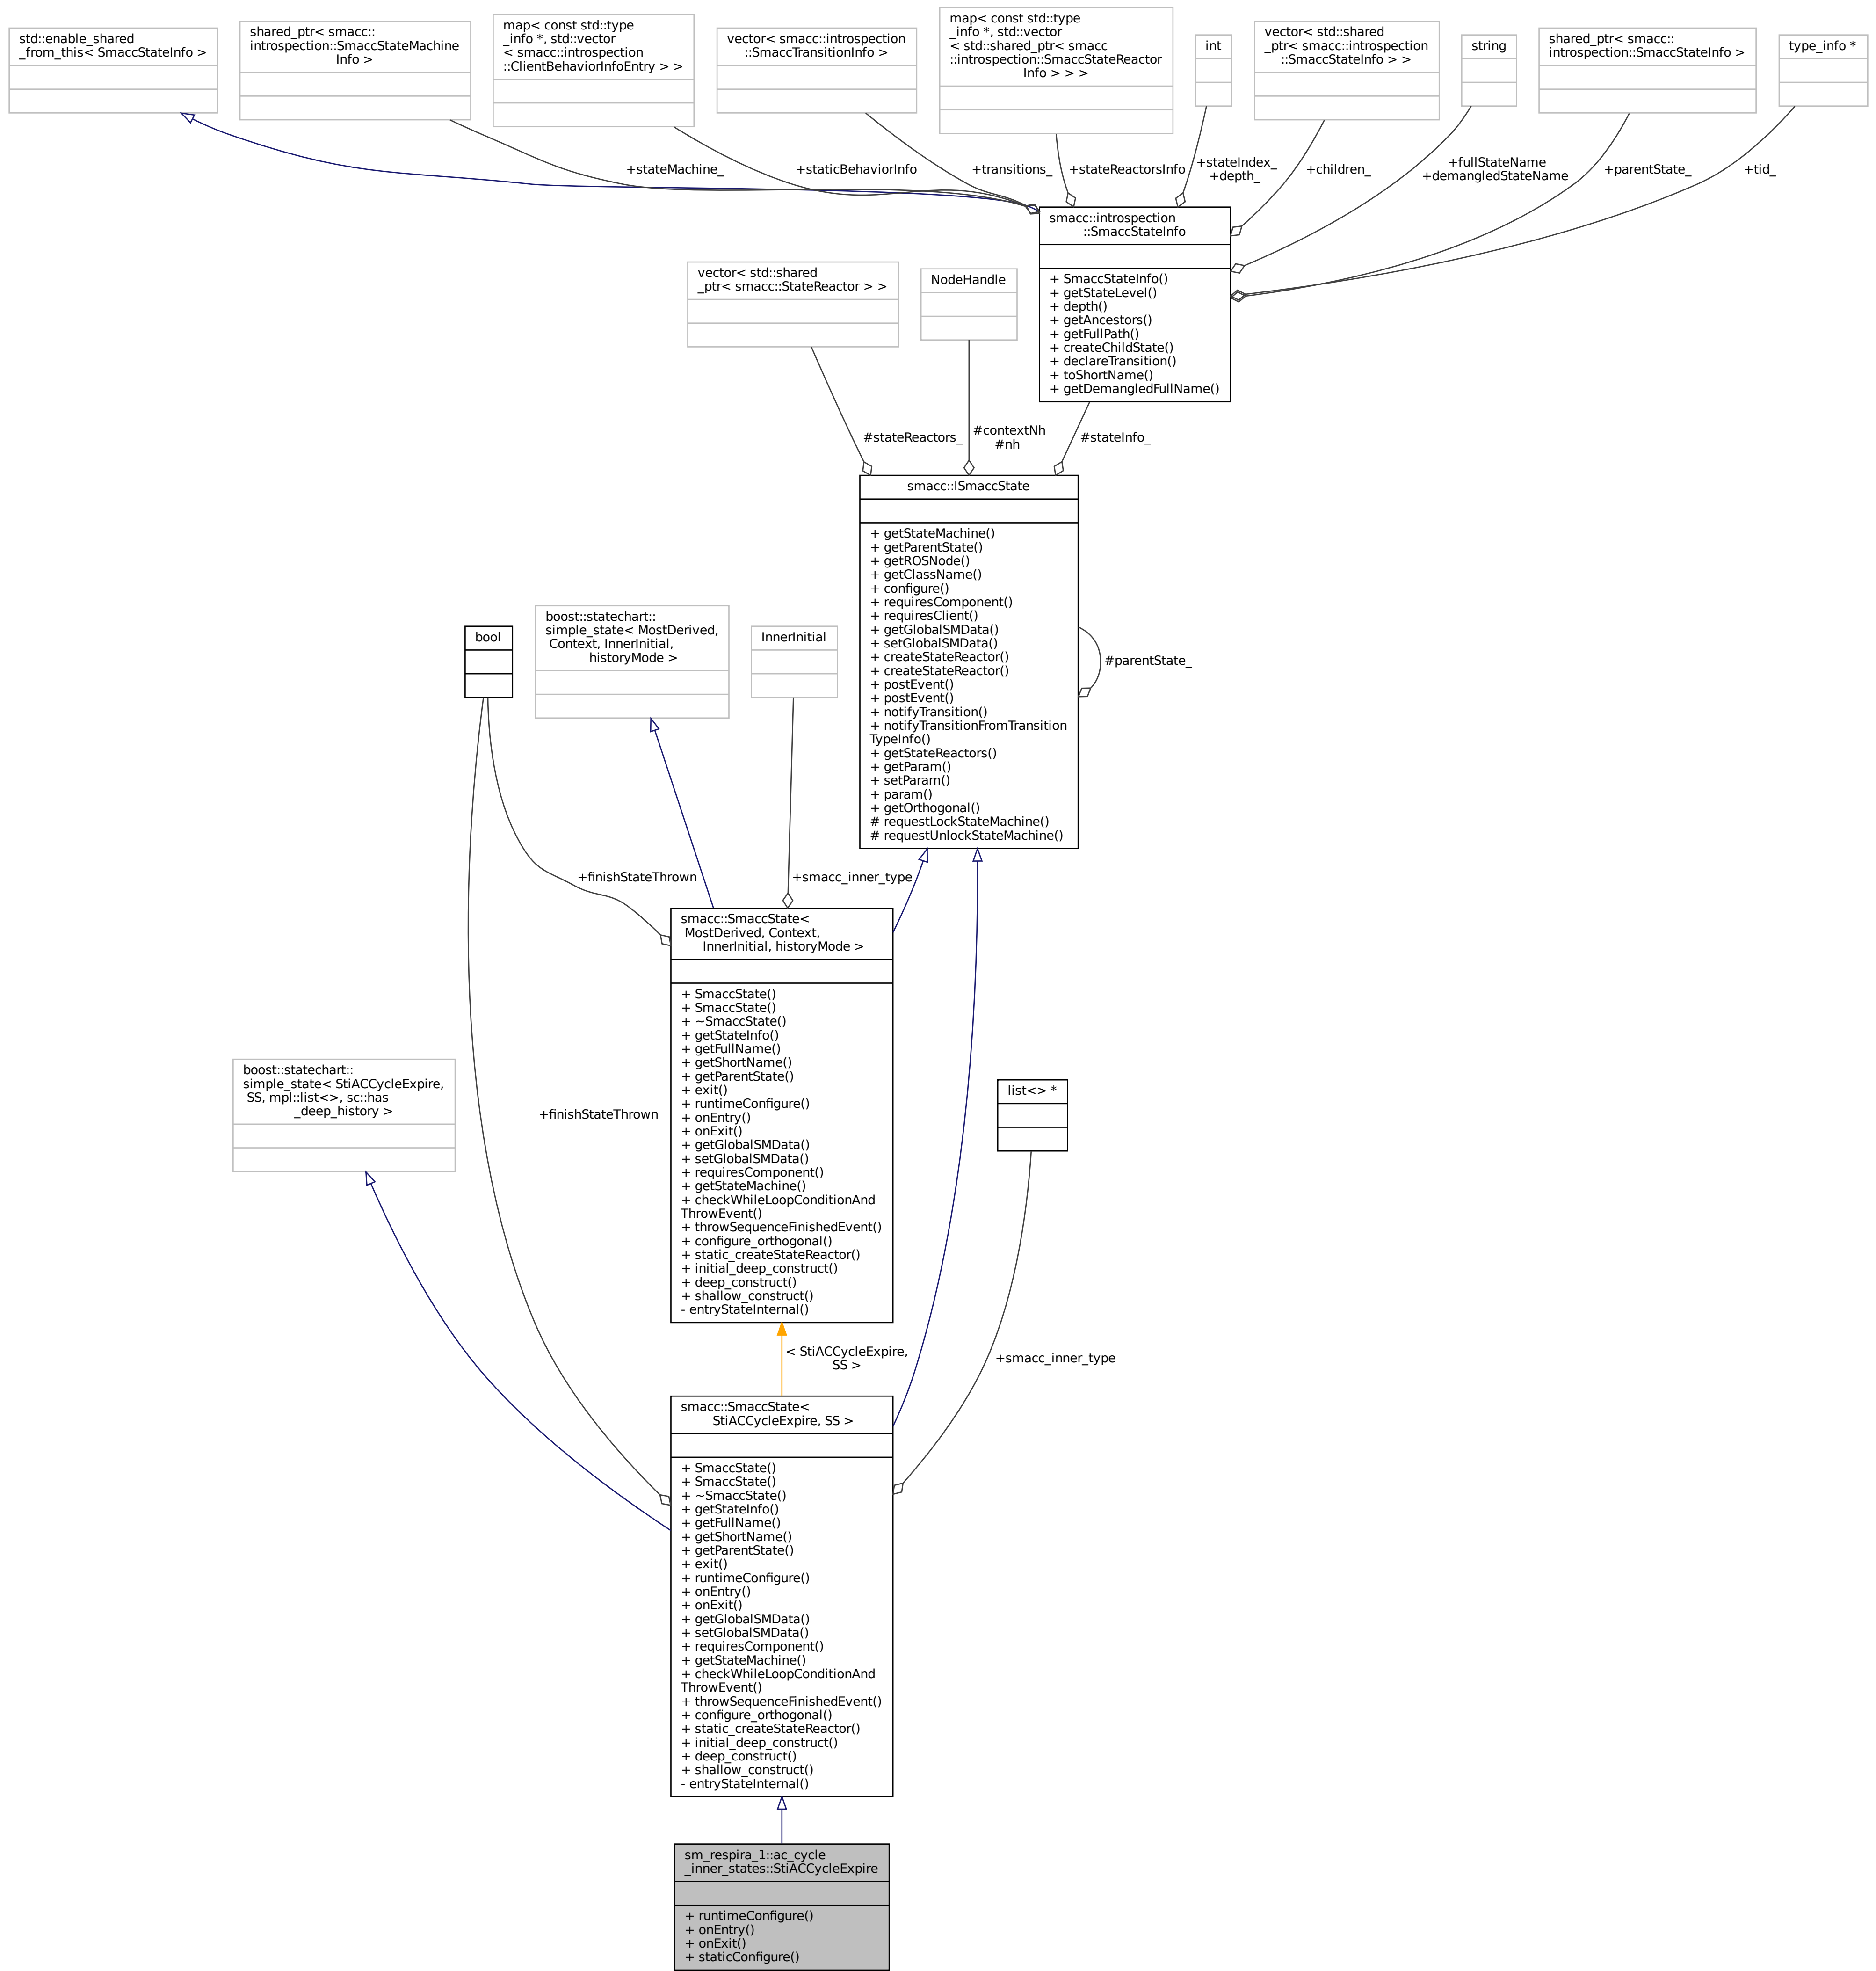 std::enable_shared
_from_this< SmaccStateInfo >
shared_ptr< smacc::
introspection::SmaccStateMachine
Info >
map< const std::type
_info *, std::vector
< smacc::introspection
::ClientBehaviorInfoEntry > >
vector< smacc::introspection
::SmaccTransitionInfo >
map< const std::type
_info *, std::vector
< std::shared_ptr< smacc
::introspection::SmaccStateReactor
Info > > >
int
vector< std::shared
_ptr< smacc::introspection
::SmaccStateInfo > >
string
shared_ptr< smacc::
introspection::SmaccStateInfo >
type_info *
+stateMachine_
+staticBehaviorInfo
+transitions_
+stateReactorsInfo
+stateIndex_
+depth_
+children_
+fullStateName
+demangledStateName
+parentState_
+tid_
smacc::introspection
::SmaccStateInfo
+ SmaccStateInfo()
+ getStateLevel()
+ depth()
+ getAncestors()
+ getFullPath()
+ createChildState()
+ declareTransition()
+ toShortName()
+ getDemangledFullName()
vector< std::shared
_ptr< smacc::StateReactor > >
NodeHandle
#stateReactors_
#contextNh
#nh
#stateInfo_
smacc::ISmaccState
+ getStateMachine()
+ getParentState()
+ getROSNode()
+ getClassName()
+ configure()
+ requiresComponent()
+ requiresClient()
+ getGlobalSMData()
+ setGlobalSMData()
+ createStateReactor()
+ createStateReactor()
+ postEvent()
+ postEvent()
+ notifyTransition()
+ notifyTransitionFromTransition
TypeInfo()
+ getStateReactors()
+ getParam()
+ setParam()
+ param()
+ getOrthogonal()
# requestLockStateMachine()
# requestUnlockStateMachine()
#parentState_
bool
boost::statechart::
simple_state< MostDerived,
Context, InnerInitial,
historyMode >
InnerInitial
+finishStateThrown
+smacc_inner_type
smacc::SmaccState<
MostDerived, Context,
InnerInitial, historyMode >
+ SmaccState()
+ SmaccState()
+ ~SmaccState()
+ getStateInfo()
+ getFullName()
+ getShortName()
+ getParentState()
+ exit()
+ runtimeConfigure()
+ onEntry()
+ onExit()
+ getGlobalSMData()
+ setGlobalSMData()
+ requiresComponent()
+ getStateMachine()
+ checkWhileLoopConditionAnd
ThrowEvent()
+ throwSequenceFinishedEvent()
+ configure_orthogonal()
+ static_createStateReactor()
+ initial_deep_construct()
+ deep_construct()
+ shallow_construct()
- entryStateInternal()
boost::statechart::
simple_state< StiACCycleExpire,
SS, mpl::list<>, sc::has
_deep_history >
+finishStateThrown
list<> *
< StiACCycleExpire,
SS >
+smacc_inner_type
smacc::SmaccState<
StiACCycleExpire, SS >
+ SmaccState()
+ SmaccState()
+ ~SmaccState()
+ getStateInfo()
+ getFullName()
+ getShortName()
+ getParentState()
+ exit()
+ runtimeConfigure()
+ onEntry()
+ onExit()
+ getGlobalSMData()
+ setGlobalSMData()
+ requiresComponent()
+ getStateMachine()
+ checkWhileLoopConditionAnd
ThrowEvent()
+ throwSequenceFinishedEvent()
+ configure_orthogonal()
+ static_createStateReactor()
+ initial_deep_construct()
+ deep_construct()
+ shallow_construct()
- entryStateInternal()
sm_respira_1::ac_cycle
_inner_states::StiACCycleExpire
+ runtimeConfigure()
+ onEntry()
+ onExit()
+ staticConfigure()